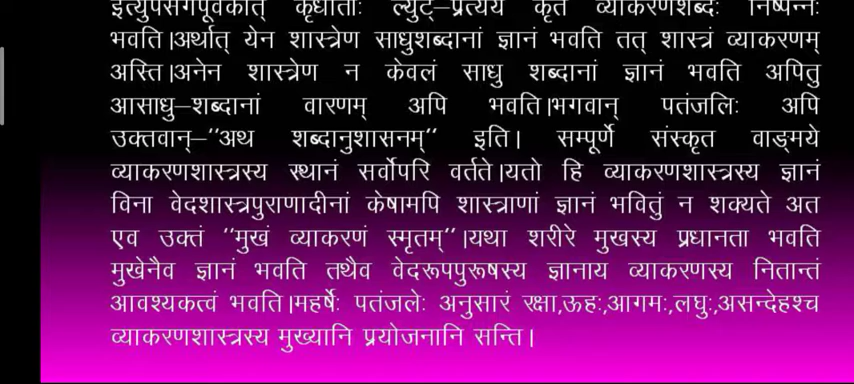 इत्युपसर्गपूर्वकात् कृधातोः ल्युट्–प्रत्यये कृते व्याकरणशब्दः निष्पन्नः
भवति।अर्थात् येन शास्त्रेण साधुशब्दानां ज्ञानं भवति तत् शास्त्रं व्याकरणम्
अस्ति।अनेन शास्त्रेण न केवलं साधु शब्दानां ज्ञानं भवति अपितु
आसाधु–शब्दानां वारणम् अपि भवति।भगवान् पतंजलिः अपि
उक्तवान्–"अथ शब्दानुशासनम्" इति। सम्पूर्णे संस्कृत वाड्मये
व्याकरणशास्त्रस्य स्थानं सर्वोपरि वर्तते।यतो हि व्याकरणशास्त्रस्य ज्ञानं
विना वेदशास्त्रपुराणादीनां केषामपि शास्त्राणां ज्ञानं भवितुं न शक्यते अत
एव उक्तं "मुखं व्याकरणं स्मृतम्"।यथा शरीरे मुखस्य प्रधानता भवति
मुखेनैव ज्ञानं भवति तथैव वेदरूपपुरूषस्य ज्ञानाय व्याकरणस्य नितान्तं
आवश्यकत्वं भवति।महर्षेः पतंजलेः अनुसारं रक्षा,ऊहः,आगमः,लघुः,असन्देहश्च
व्याकरणशास्त्रस्य मुख्यानि प्रयोजनानि सन्ति।